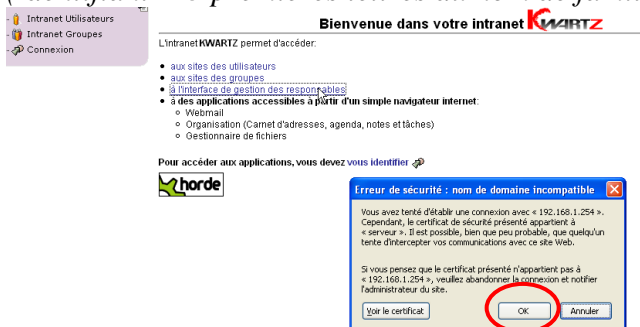 Intranet Utilisateurs
Intranet Groupes
Connexion
Bienvenue dans votre intranet KWARTZ
L'intranet KWARTZ permet d'accéder:
aux sites des utilisateurs
aux sites des groupes
à l'interface de gestion des responsables
à des applications accessibles à partir d'un simple navigateur internet:
Webmail
Organisation (Carnet d'adresses, agenda, notes et tâches)
Gestionnaire de fichiers
Pour accéder aux applications, vous devez vous identifier
horde
Erreur de sécurité : nom de domaine incompatible
Vous avez tenté d'établir une connexion avec « 192.168.1.254 ».
Cependant, le certificat de sécurité présenté appartient à
« serveur ». Il est possible, bien que peu probable, que quelqu'un
tente d'intercepter vos communications avec ce site Web.
Si vous pensez que le certificat présenté n'appartient pas à
« 192.168.1.254 », veuillez abandonner la connexion et notifier
l'administrateur du site.
Voir le certificat
OK
Annuler